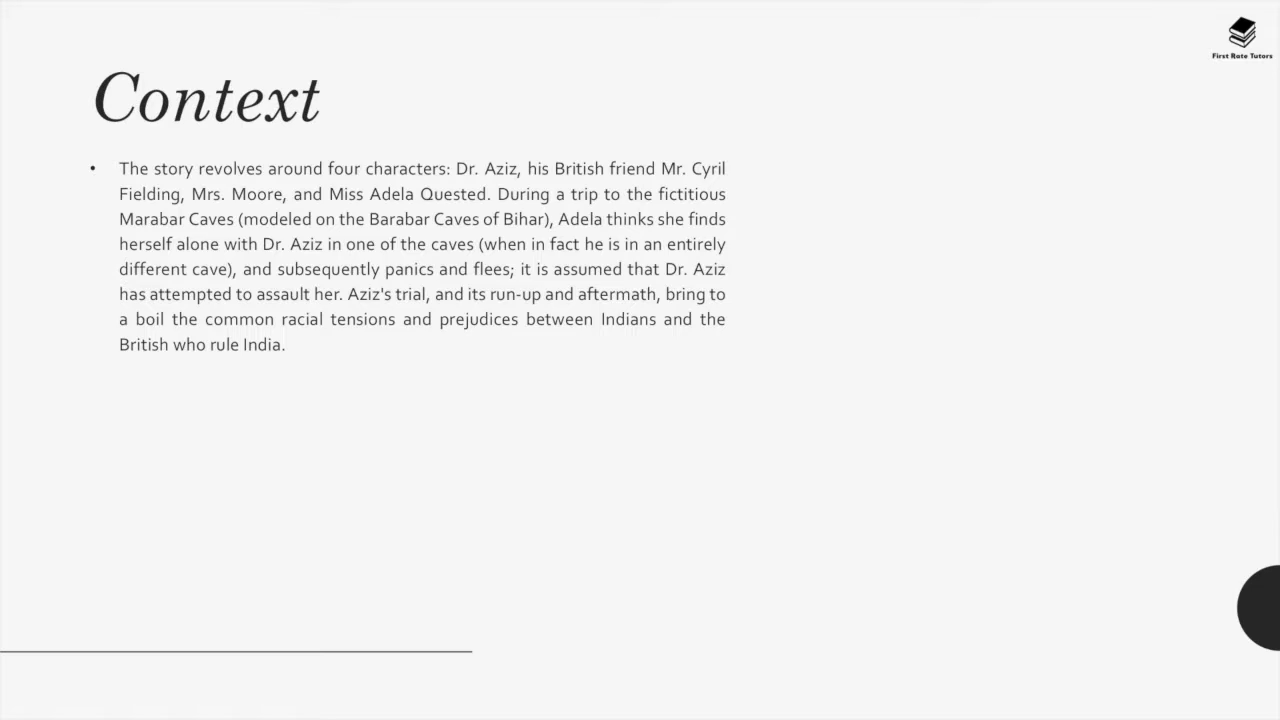 First Rate Tutors
Context
• The story revolves around four characters: Dr. Aziz, his British friend Mr. Cyril
Fielding, Mrs. Moore, and Miss Adela Quested. During a trip to the fictitious
Marabar Caves (modeled on the Barabar Caves of Bihar), Adela thinks she finds
herself alone with Dr. Aziz in one of the caves (when in fact he is in an entirely
different cave), and subsequently panics and flees; it is assumed that Dr. Aziz
has attempted to assault her. Aziz's trial, and its run-up and aftermath, bring to
a boil the common racial tensions and prejudices between Indians and the
British who rule India.